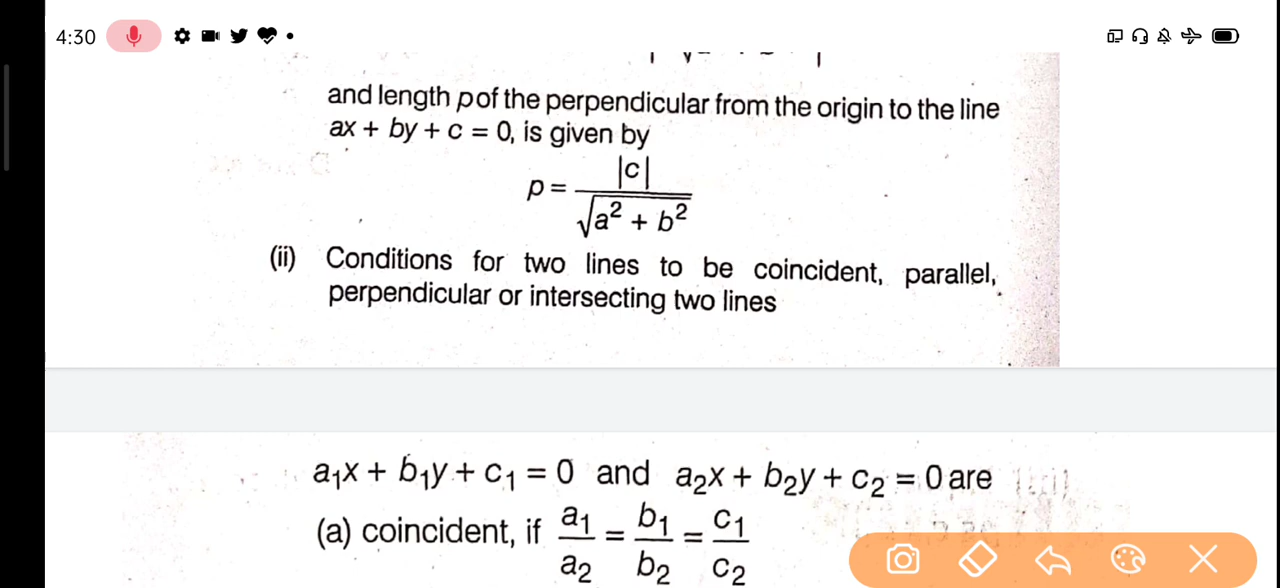 4:30
and length p of the perpendicular from the origin to the line
ax + by + c = 0, is given by
p = |c| / √a² + b²
(ii) Conditions for two lines to be coincident, parallel,
perpendicular or intersecting two lines
a₁x + b₁y + c₁ = 0 and a₂x + b₂y + c₂ = 0 are
(a) coincident, if a₁/a₂ = b₁/b₂ = c₁/c₂